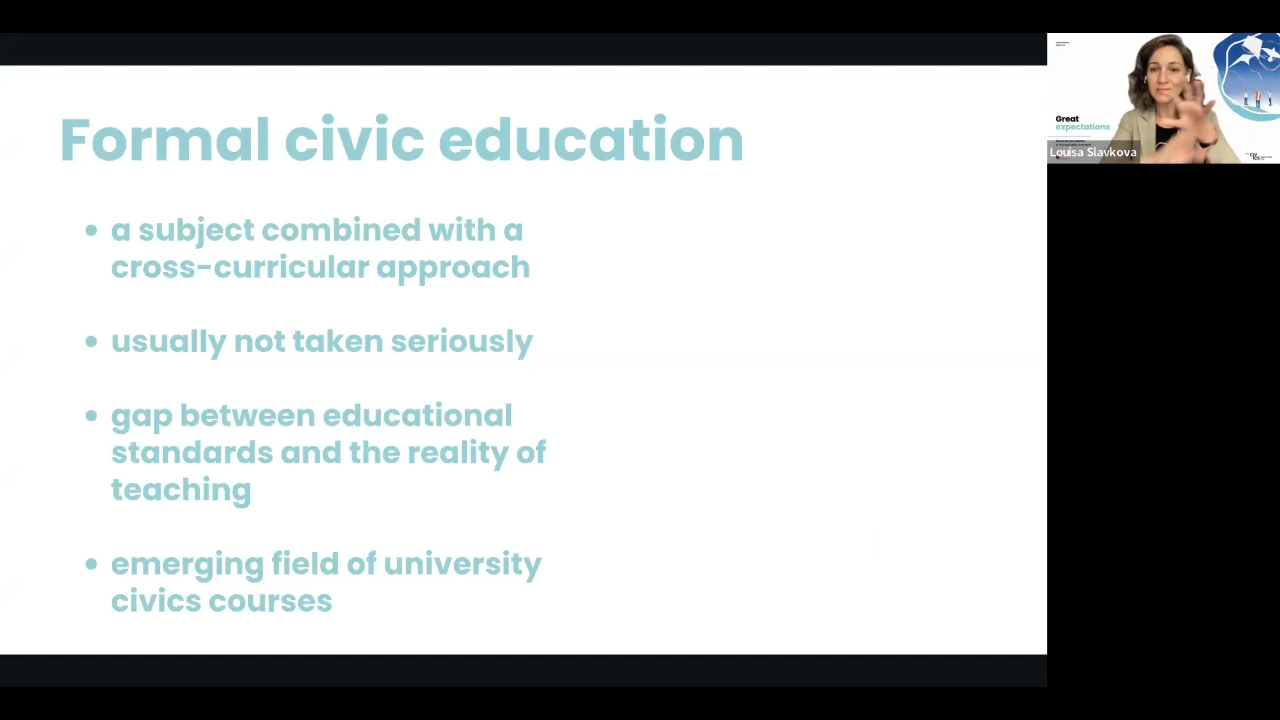 Formal civic education
• a subject combined with a
cross-curricular approach
• usually not taken seriously
• gap between educational
standards and the reality of
teaching
• emerging field of university
civics courses
Great
expectations
Louisa Slavkova